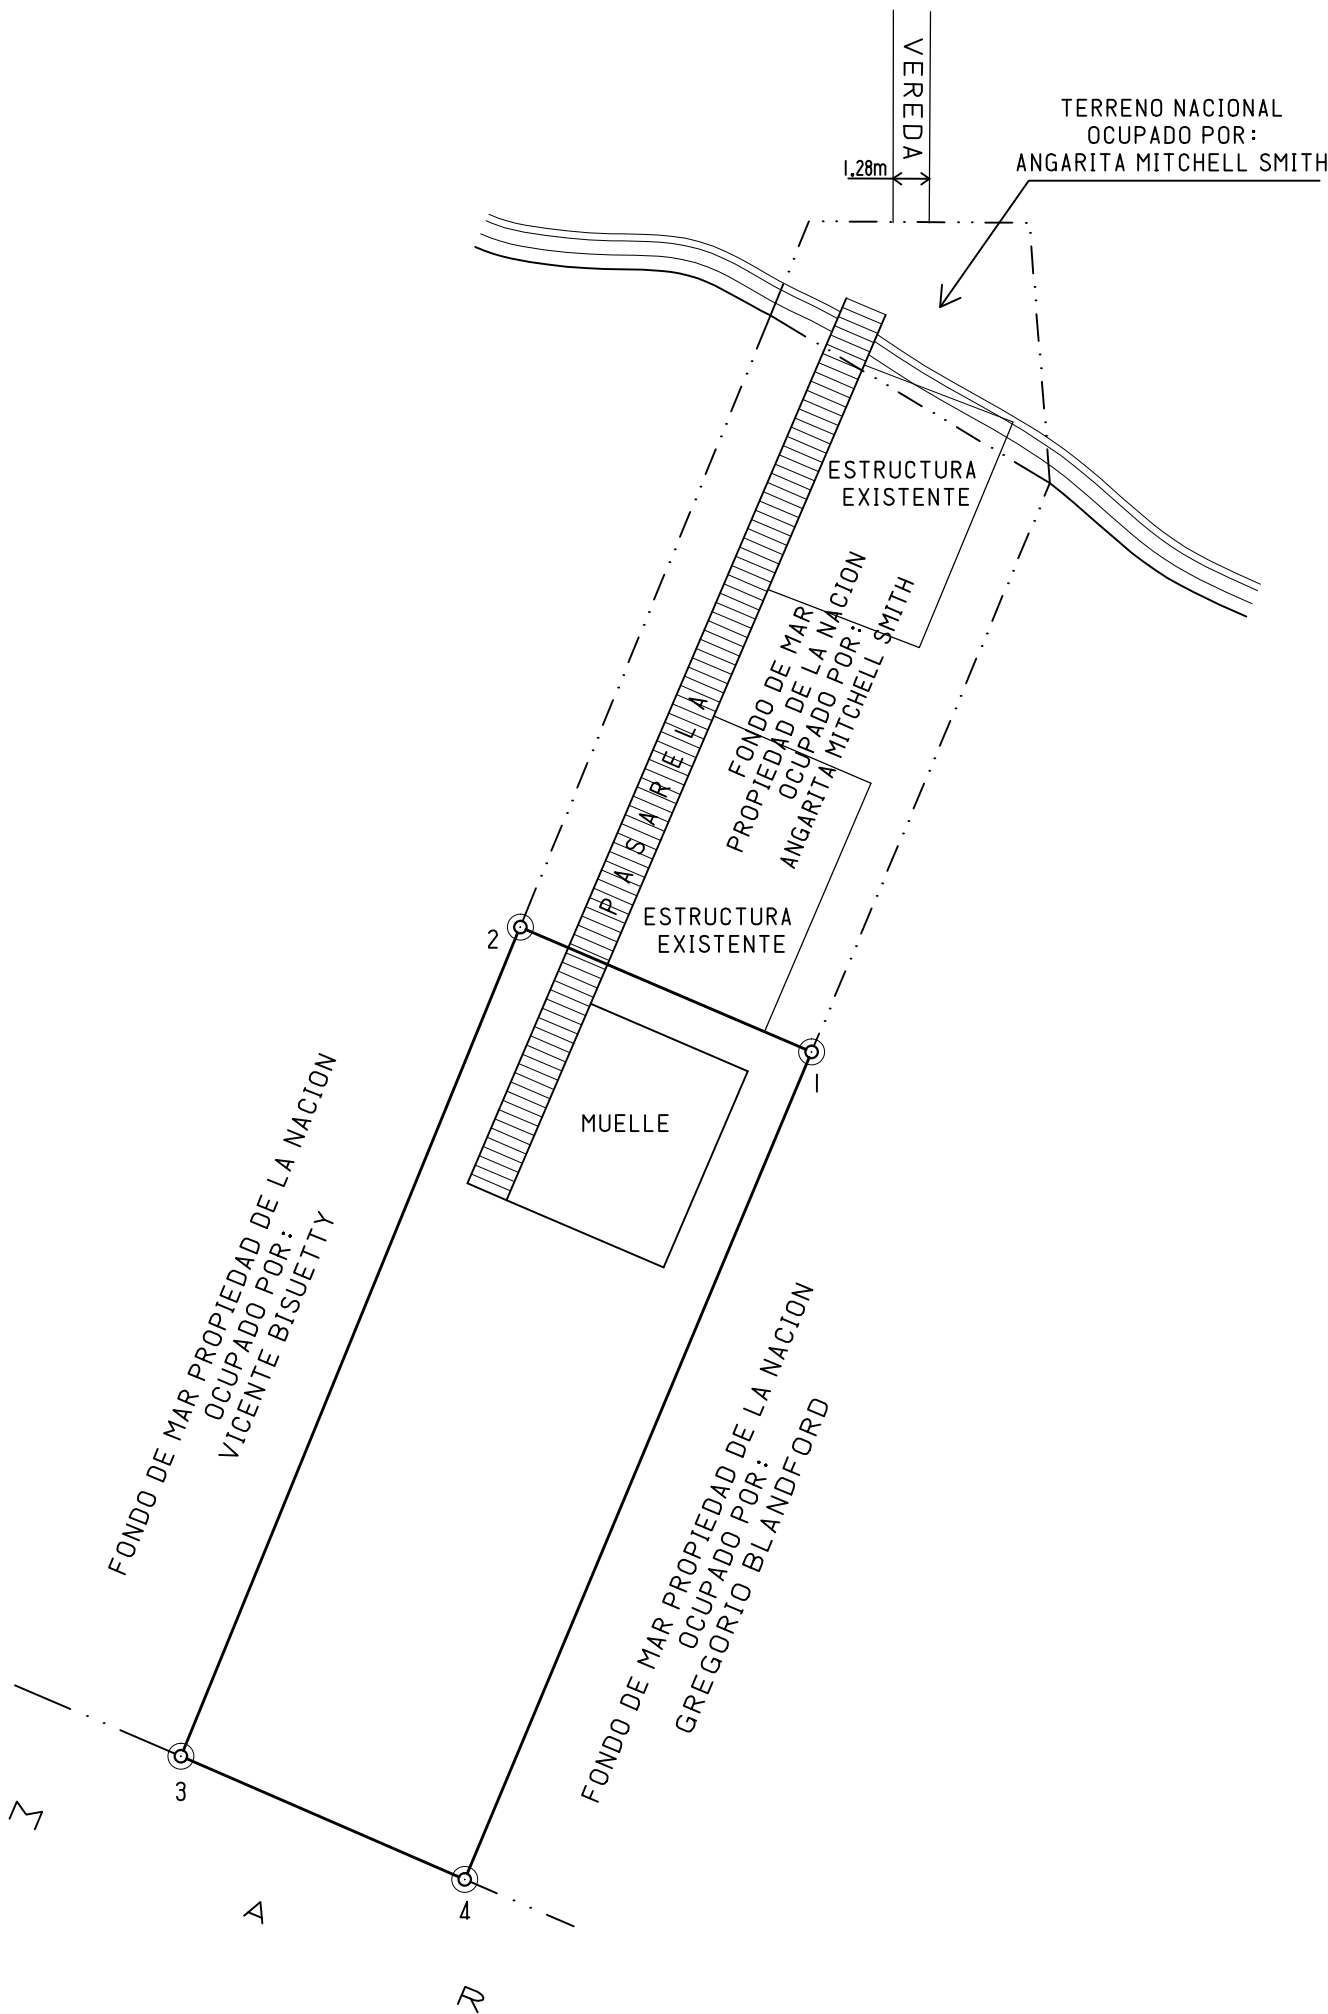 VEREDA
1.28m
TERRENO NACIONAL
OCUPADO POR:
ANGARITA MITCHELL SMITH
ESTRUCTURA
EXISTENTE
FONDO DE MAR
PROPIEDAD DE LA NACION
OCUPADO POR:
ANGARITA MITCHELL SMITH
PASARELLA
ESTRUCTURA
EXISTENTE
2
1
MUELLE
FONDO DE MAR PROPIEDAD DE LA NACION
OCUPADO POR:
VICENTE BISUETTY
FONDO DE MAR PROPIEDAD DE LA NACION
OCUPADO POR:
GREGORIO BLANDFORD
3
4
MAR